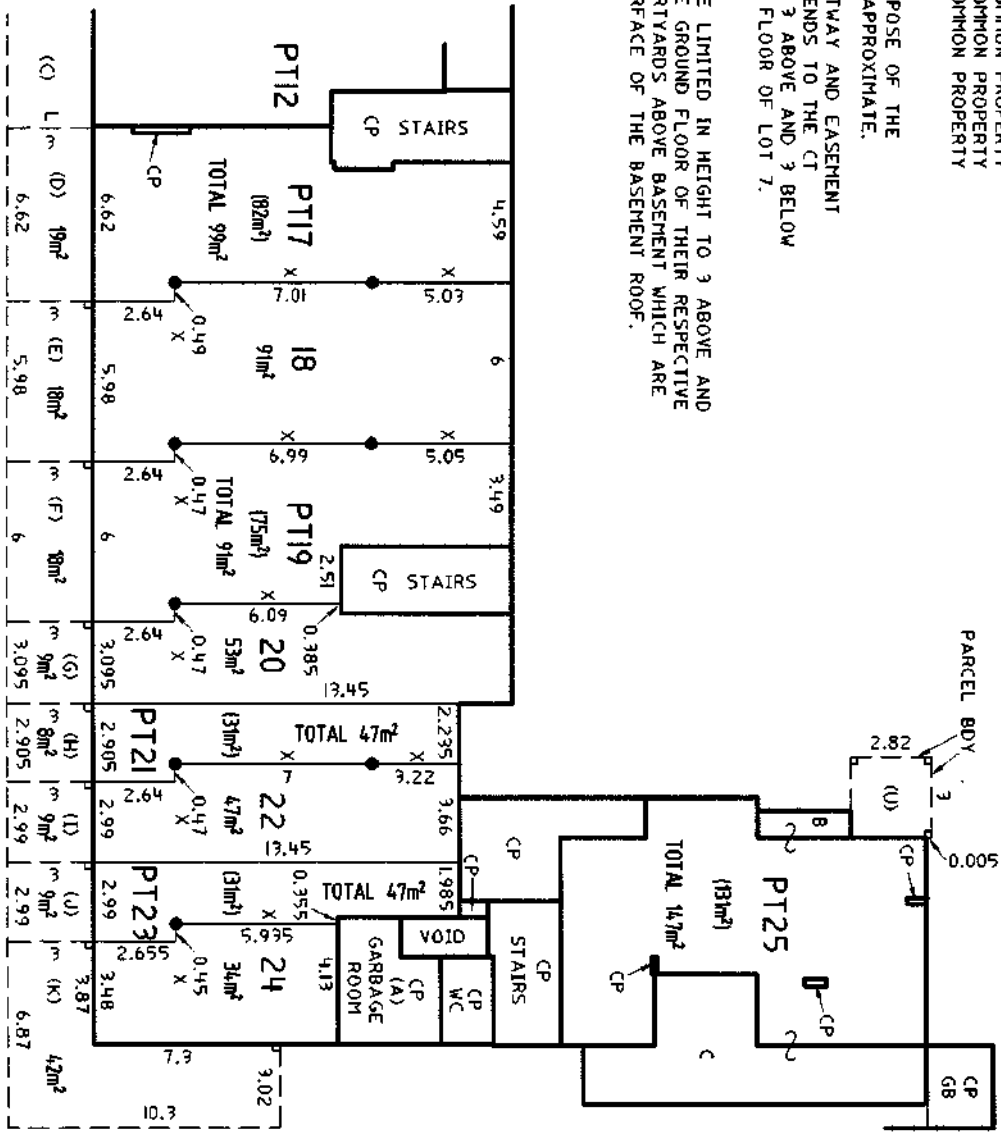 COMMON PROPERTY
COMMON PROPERTY
POSE OF THE
APPROXIMATE.
TWAY AND EASEMENT
ENDS TO THE CT
3 ABOVE AND 3 BELOW
FLOOR OF LOT 7.
E LIMITED IN HEIGHT TO 3 ABOVE AND
E GROUND FLOOR OF THEIR RESPECTIVE
RTYARDS ABOVE BASEMENT WHICH ARE
RFACE OF THE BASEMENT ROOF.
PARCEL BDY
2.82
3
(U)
0.005
CP
B
CP
GB
PT25
(131m²)
TOTAL 147m²
CP
CP
C
CP
CP
CP
STAIRS
VOID
CP
WC
CP
(A)
GARBAGE
ROOM
PT12
CP STAIRS
CP
4.59
PT17
(82m²)
TOTAL 99m²
X
7.01
X
5.03
6.62
2.64
0.49
X
18
91m²
6
5.98
X
6.99
X
5.05
2.64
0.47
X
PT19
(75m²)
TOTAL 91m²
3.49
2.51
CP STAIRS
6
X
6.09
0.385
2.64
0.47
X
20
53m²
3.095
13.45
PT21
(31m²)
TOTAL 47m²
2.235
2.905
X
7
X
3.22
2.64
0.47
X
22
47m²
3.66
2.99
13.45
PT23
(31m²)
TOTAL 47m²
1.985
2.99
X
5.935
0.355
2.655
0.45
X
24
34m²
4.13
3.48
3.87
7.3
3.02
10.3
(C) L
m (D) 19m²
6.62
m (E) 18m²
5.98
m (F) 18m²
6
m (G)
9m²
3.095
m (H)
8m²
2.905
m (I)
9m²
2.99
m (J)
9m²
2.99
m (K)
42m²
6.87